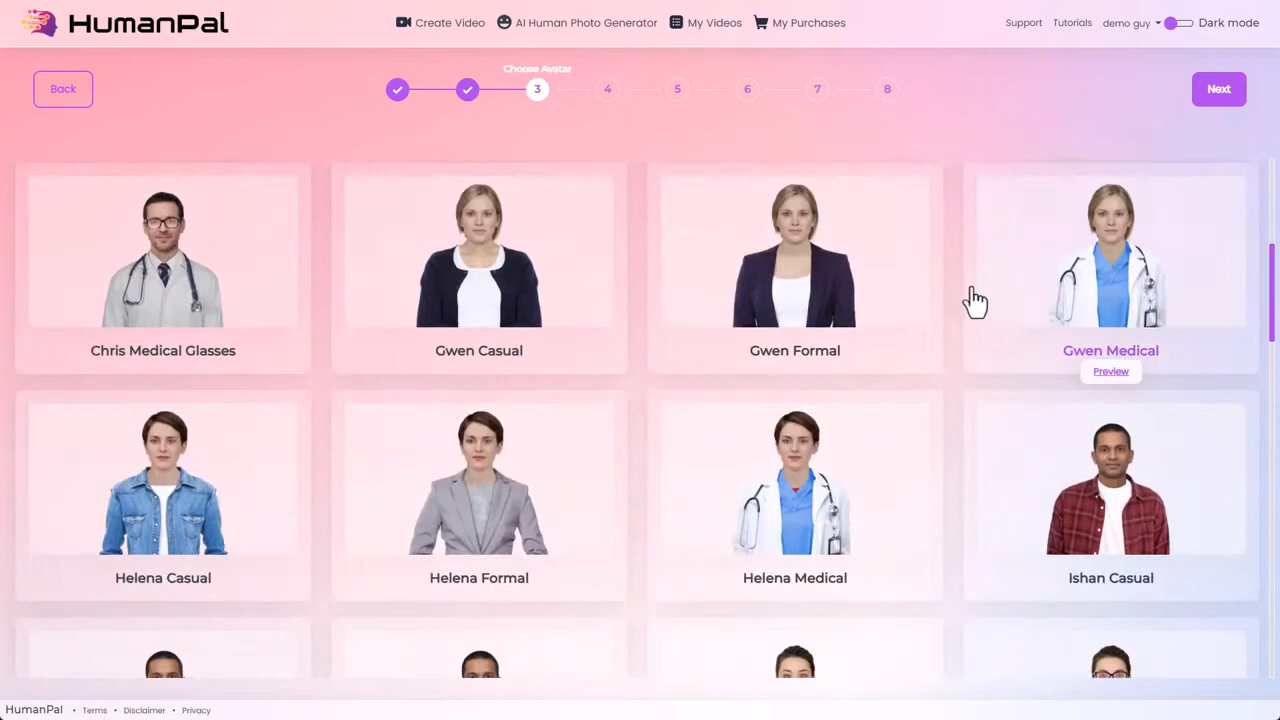 HumanPal
Create Video
AI Human Photo Generator
My Videos
My Purchases
Support
Tutorials
demo guy
Dark mode
Back
Choose Avatar
3
4
5
6
7
8
Next
Chris Medical Glasses
Gwen Casual
Gwen Formal
Gwen Medical
Preview
Helena Casual
Helena Formal
Helena Medical
Ishan Casual
HumanPal • Terms • Disclaimer • Privacy